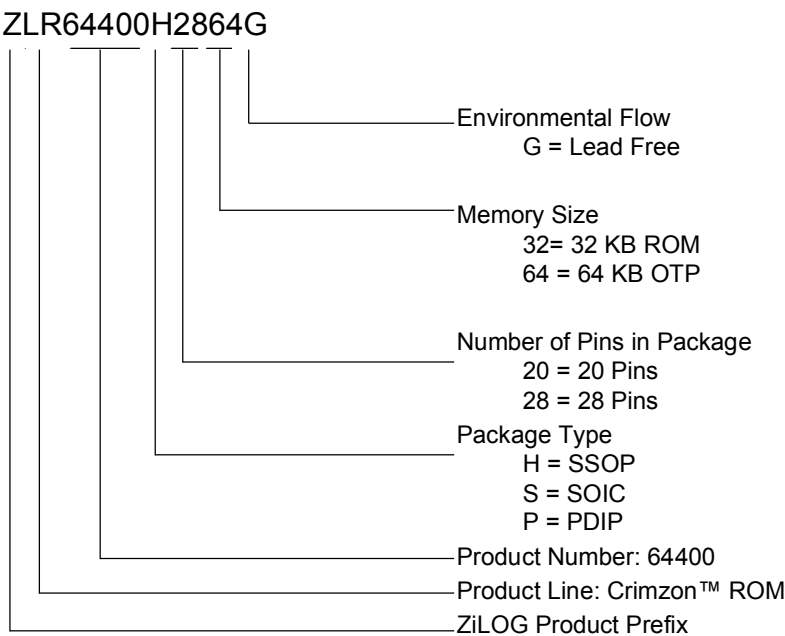 ZLR64400H2864G
Environmental Flow
G = Lead Free
Memory Size
32= 32 KB ROM
64 = 64 KB OTP
Number of Pins in Package
20 = 20 Pins
28 = 28 Pins
Package Type
H = SSOP
S = SOIC
P = PDIP
Product Number: 64400
Product Line: Crimzon™ ROM
ZiLOG Product Prefix